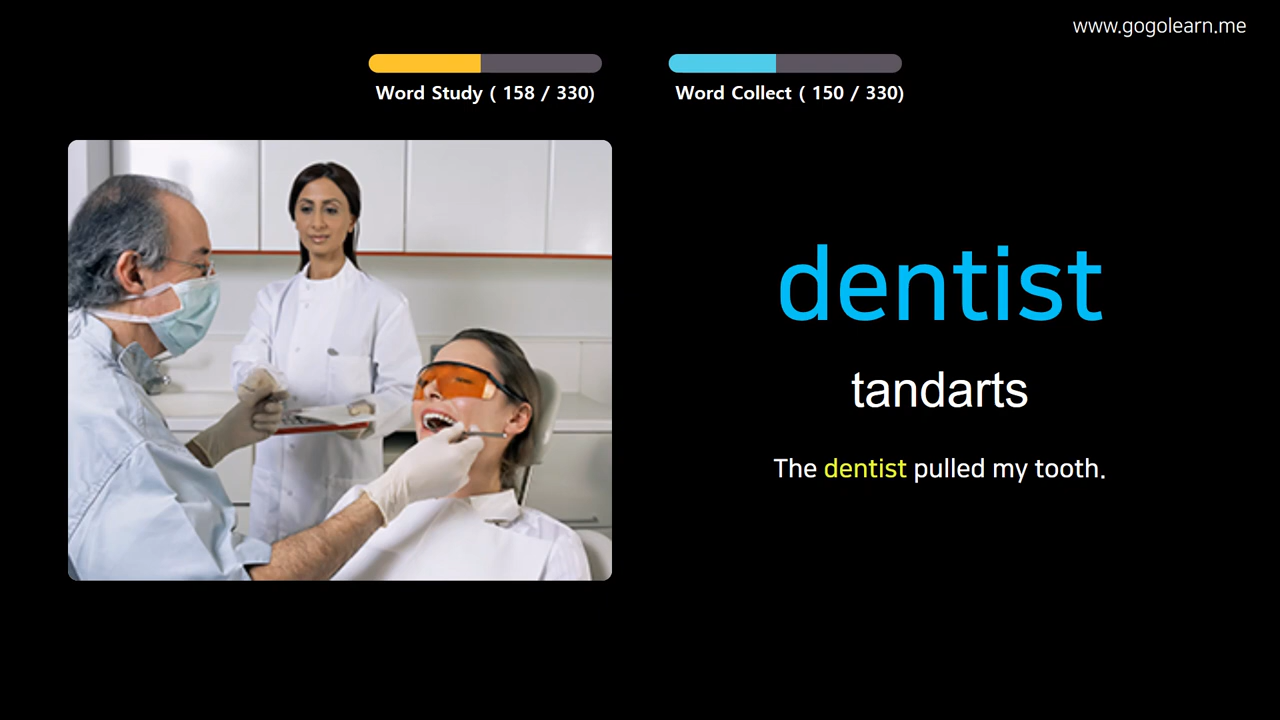 www.gogolearn.me
Word Study ( 158 / 330)
Word Collect ( 150 / 330)
dentist
tandarts
The dentist pulled my tooth.